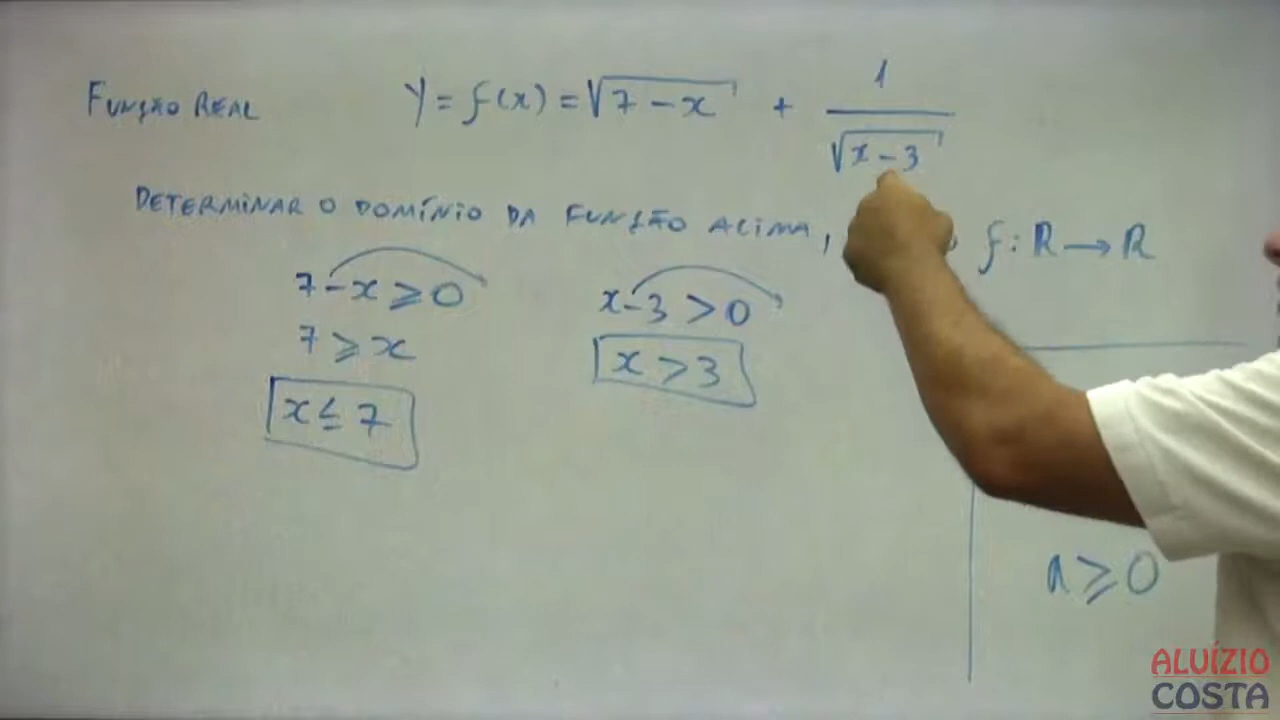 Função Real y = f(x) = √7 - x + 1/√x - 3
DETERMINAR O DOMÍNIO DA FUNÇÃO ACIMA, f: R → R
7 - x ≥ 0
7 ≥ x
x ≤ 7
x - 3 > 0
x > 3
a ≥ 0
ALUÍZIO
COSTA